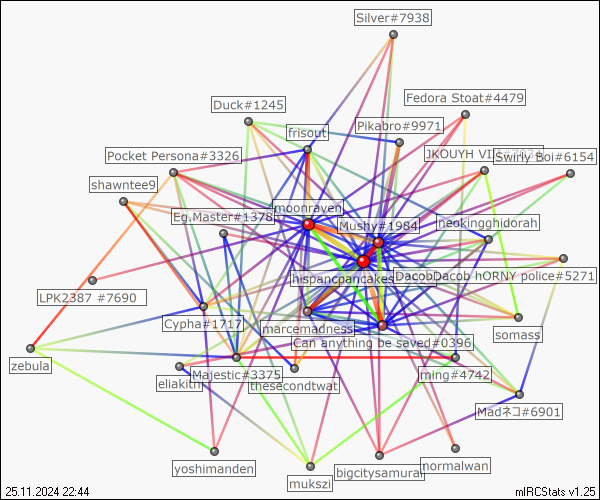 Silver#7938
Fedora Stoat#4479
Duck#1245
Pikabro#9971
frisout
JKOUYH
Swirly Boi#6154
Pocket Persona#3326
shawntee9
moonraven
Eg.Master#1378
Mushy#1984
neokingghidorah
hispancpancakes
DacobDacob hORNY police#5271
LPK2387 #7690
Cypha#1717
marcemadness
somass
Can anything be saved#0396
zebula
eliakith
Majestic#3375
thesecondtwat
ming#4742
Madネコ#6901
yoshimanden
mukszi
bigcitysamurai
normalwan
25.11.2024 22:44
mIRCStats v1.25